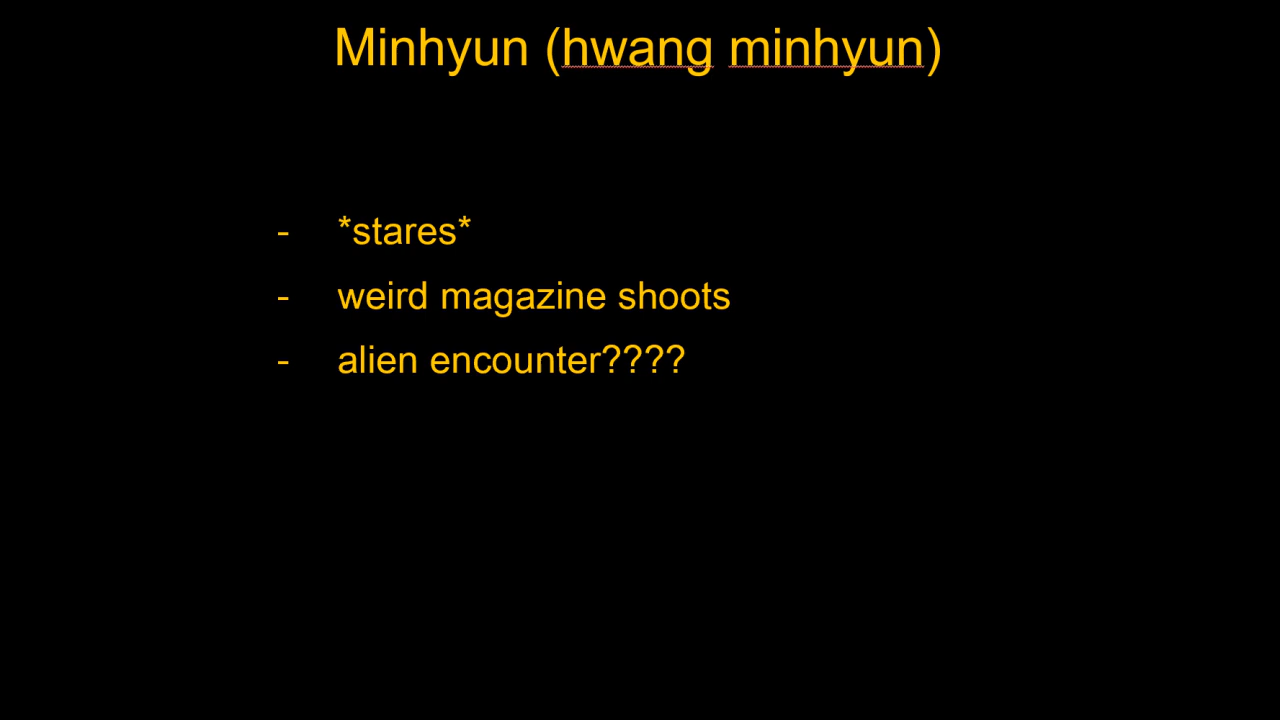 Minhyun (hwang minhyun)
- *stares*
- weird magazine shoots
- alien encounter????